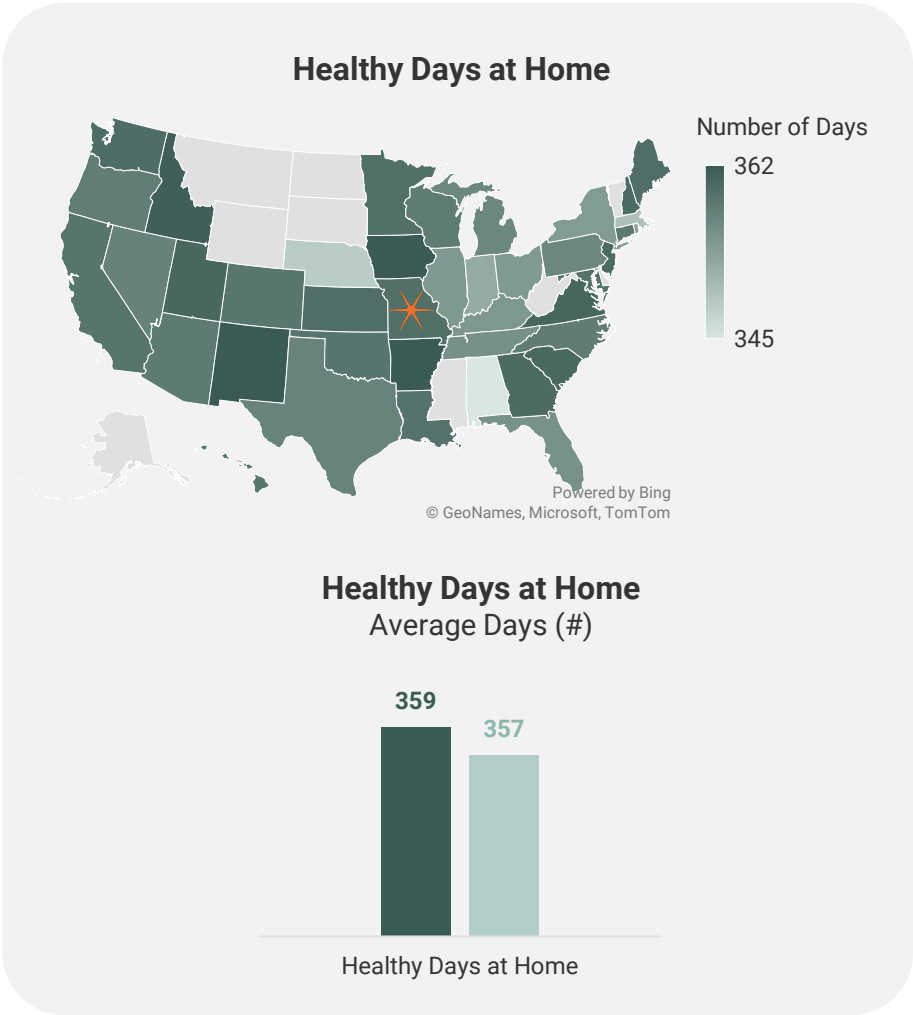 Healthy Days at Home
Number of Days
362
345
Powered by Bing
© GeoNames, Microsoft, TomTom
Healthy Days at Home
Average Days (#)
359
357
Healthy Days at Home